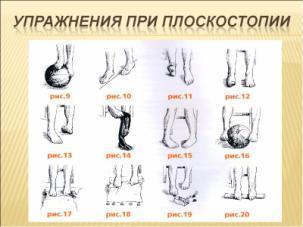 УПРАЖНЕНИЯ ПРИ ПЛОСКОСТОПИИ
рис.9 рис.10 рис.11 рис.12
рис.13 рис.14 рис.15 рис.16
рис.17 рис.18 рис.19 рис.20